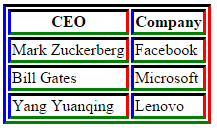 CEO Company
Mark Zuckerberg Facebook
Bill Gates Microsoft
Yang Yuanqing Lenovo